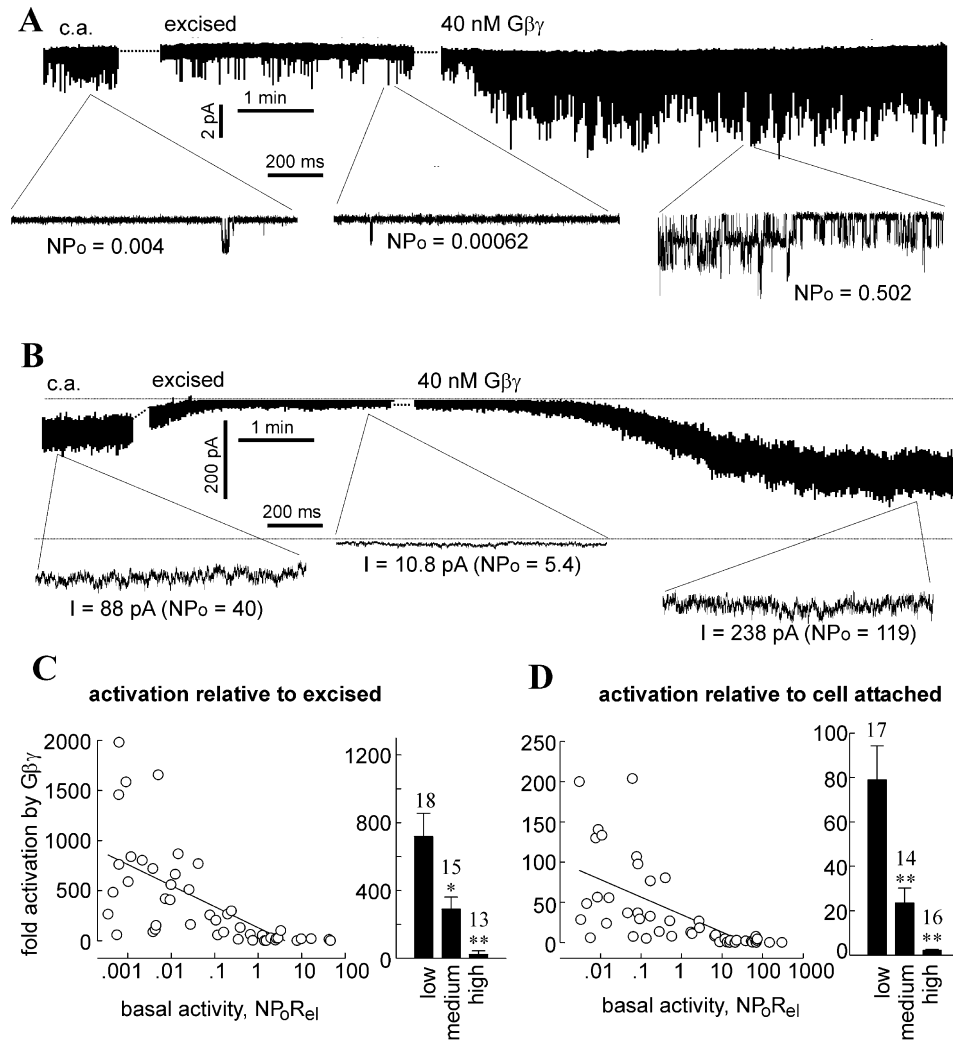 A
c.a.
excised
40 nM Gβγ
2 pA
1 min
200 ms
NPo = 0.004
NPo = 0.00062
NPo = 0.502
B
c.a.
excised
40 nM Gβγ
200 pA
1 min
200 ms
I = 88 pA (NPo = 40)
I = 10.8 pA (NPo = 5.4)
I = 238 pA (NPo = 119)
C
activation relative to excised
fold activation by Gβγ
2000
1500
1000
500
0
.001 .01 .1 1 10 100
basal activity, NPoRel
1200
800
400
0
18
15
*
13
**
low
medium
high
D
activation relative to cell attached
250
200
150
100
50
0
.01 .1 1 10 100 1000
basal activity, NPoRel
100
80
60
40
20
0
17
14
**
16
**
low
medium
high